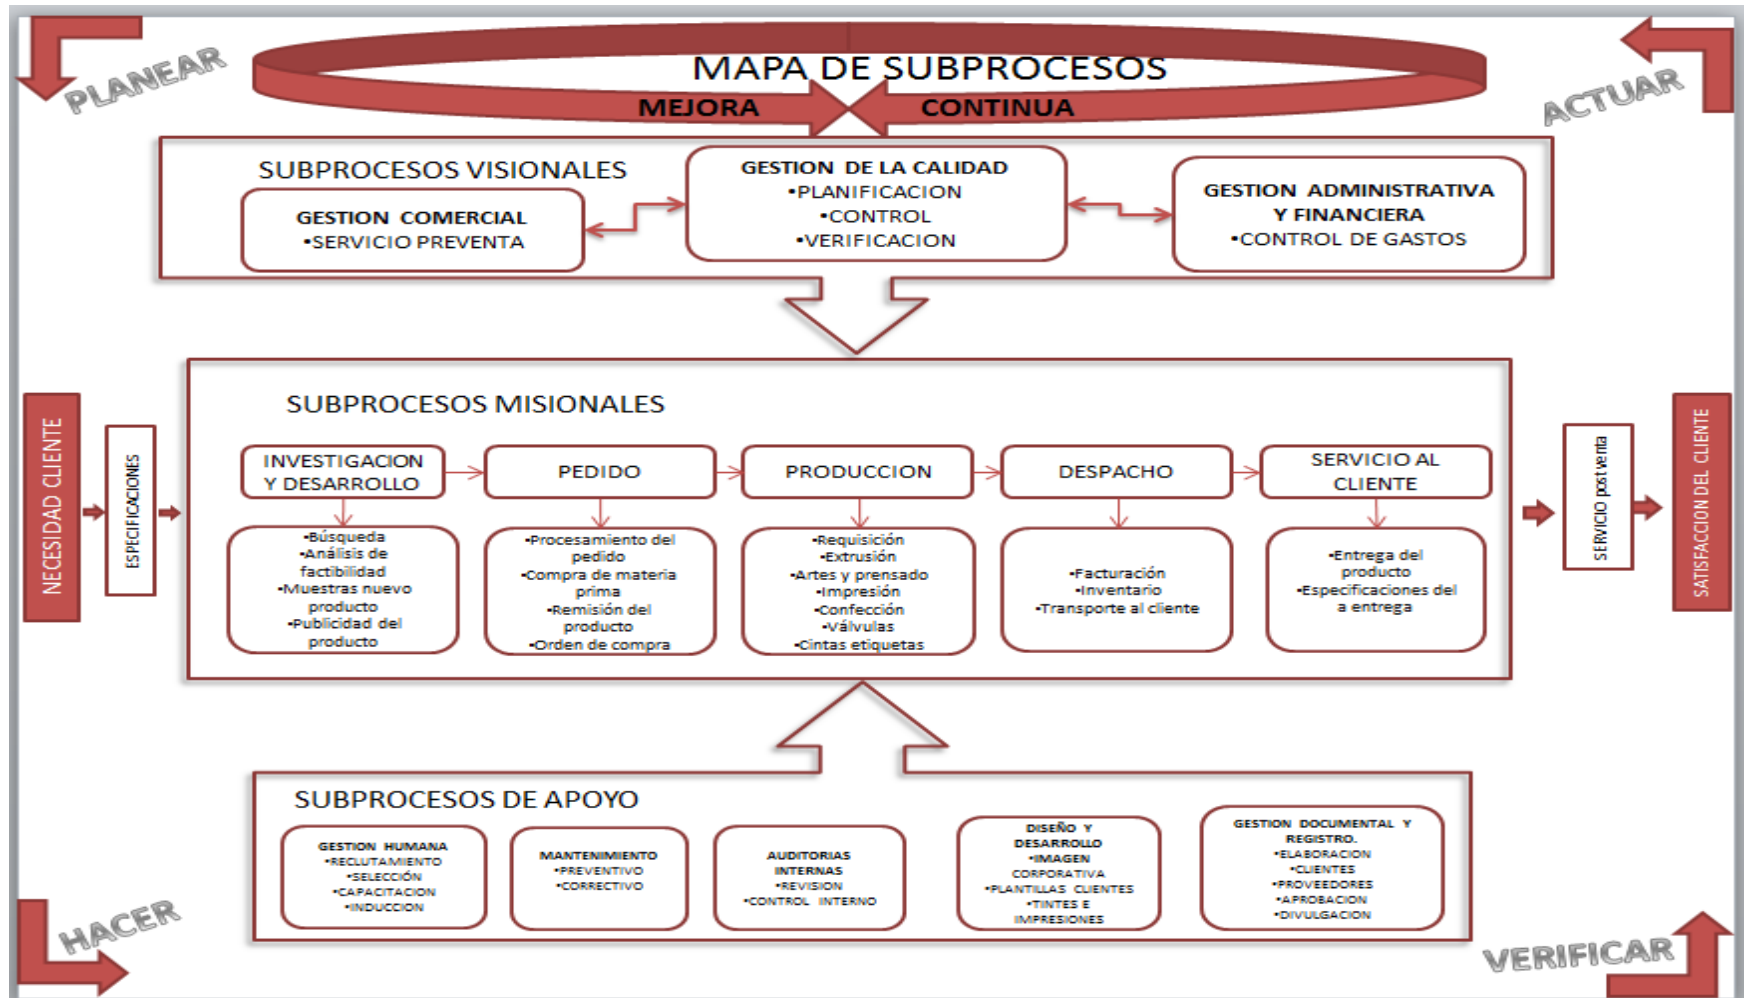 PLANEAR
MAPA DE SUBPROCESOS
MEJORA CONTINUA
ACTUAR
SUBPROCESOS VISIONALES
GESTION COMERCIAL
•SERVICIO PREVENTA
GESTION DE LA CALIDAD
•PLANIFICACION
•CONTROL
•VERIFICACION
GESTION ADMINISTRATIVA
Y FINANCIERA
•CONTROL DE GASTOS
NECESIDAD CLIENTE
ESPECIFICACIONES
SUBPROCESOS MISIONALES
INVESTIGACION
Y DESARROLLO
•Búsqueda
•Análisis de
factibilidad
•Muestras nuevo
producto
•Publicidad del
producto
PEDIDO
•Procesamiento del
pedido
•Compra de materia
prima
•Remisión del
producto
•Orden de compra
PRODUCCION
•Requisición
•Extrusión
•Artes y prensado
•Impresión
•Confección
•Válvulas
•Cintas etiquetas
DESPACHO
•Facturación
•Inventario
•Transporte al cliente
SERVICIO AL
CLIENTE
•Entrega del
producto
•Especificaciones del
a entrega
SERVICIO post venta
SATISFACCION DEL CLIENTE
SUBPROCESOS DE APOYO
GESTION HUMANA
•RECLUTAMIENTO
•SELECCIÓN
•CAPACITACION
•INDUCCION
MANTENIMIENTO
•PREVENTIVO
•CORRECTIVO
AUDITORIAS
INTERNAS
•REVISION
•CONTROL INTERNO
DISEÑO Y
DESARROLLO
•IMAGEN
CORPORATIVA
•PLANTILLAS CLIENTES
•TINTES E
IMPRESIONES
GESTION DOCUMENTAL Y
REGISTRO.
•ELABORACION
•CLIENTES
•PROVEEDORES
•APROBACION
•DIVULGACION
HACER
VERIFICAR